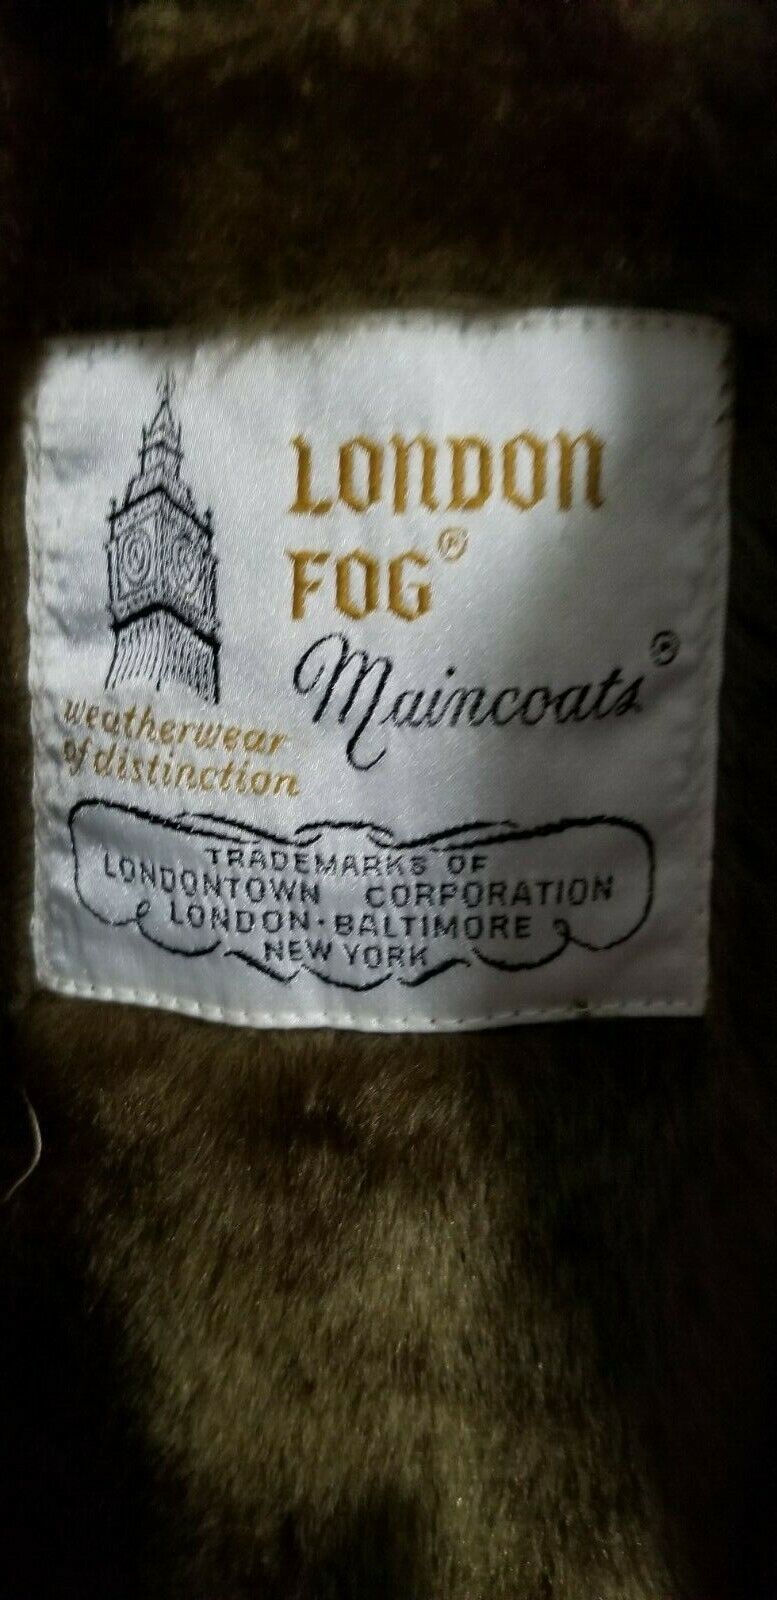 LONDON
FOG®
Maincoats®
weatherwear
of distinction
TRADEMARKS OF
LONDONTOWN CORPORATION
LONDON·BALTIMORE
NEW YORK